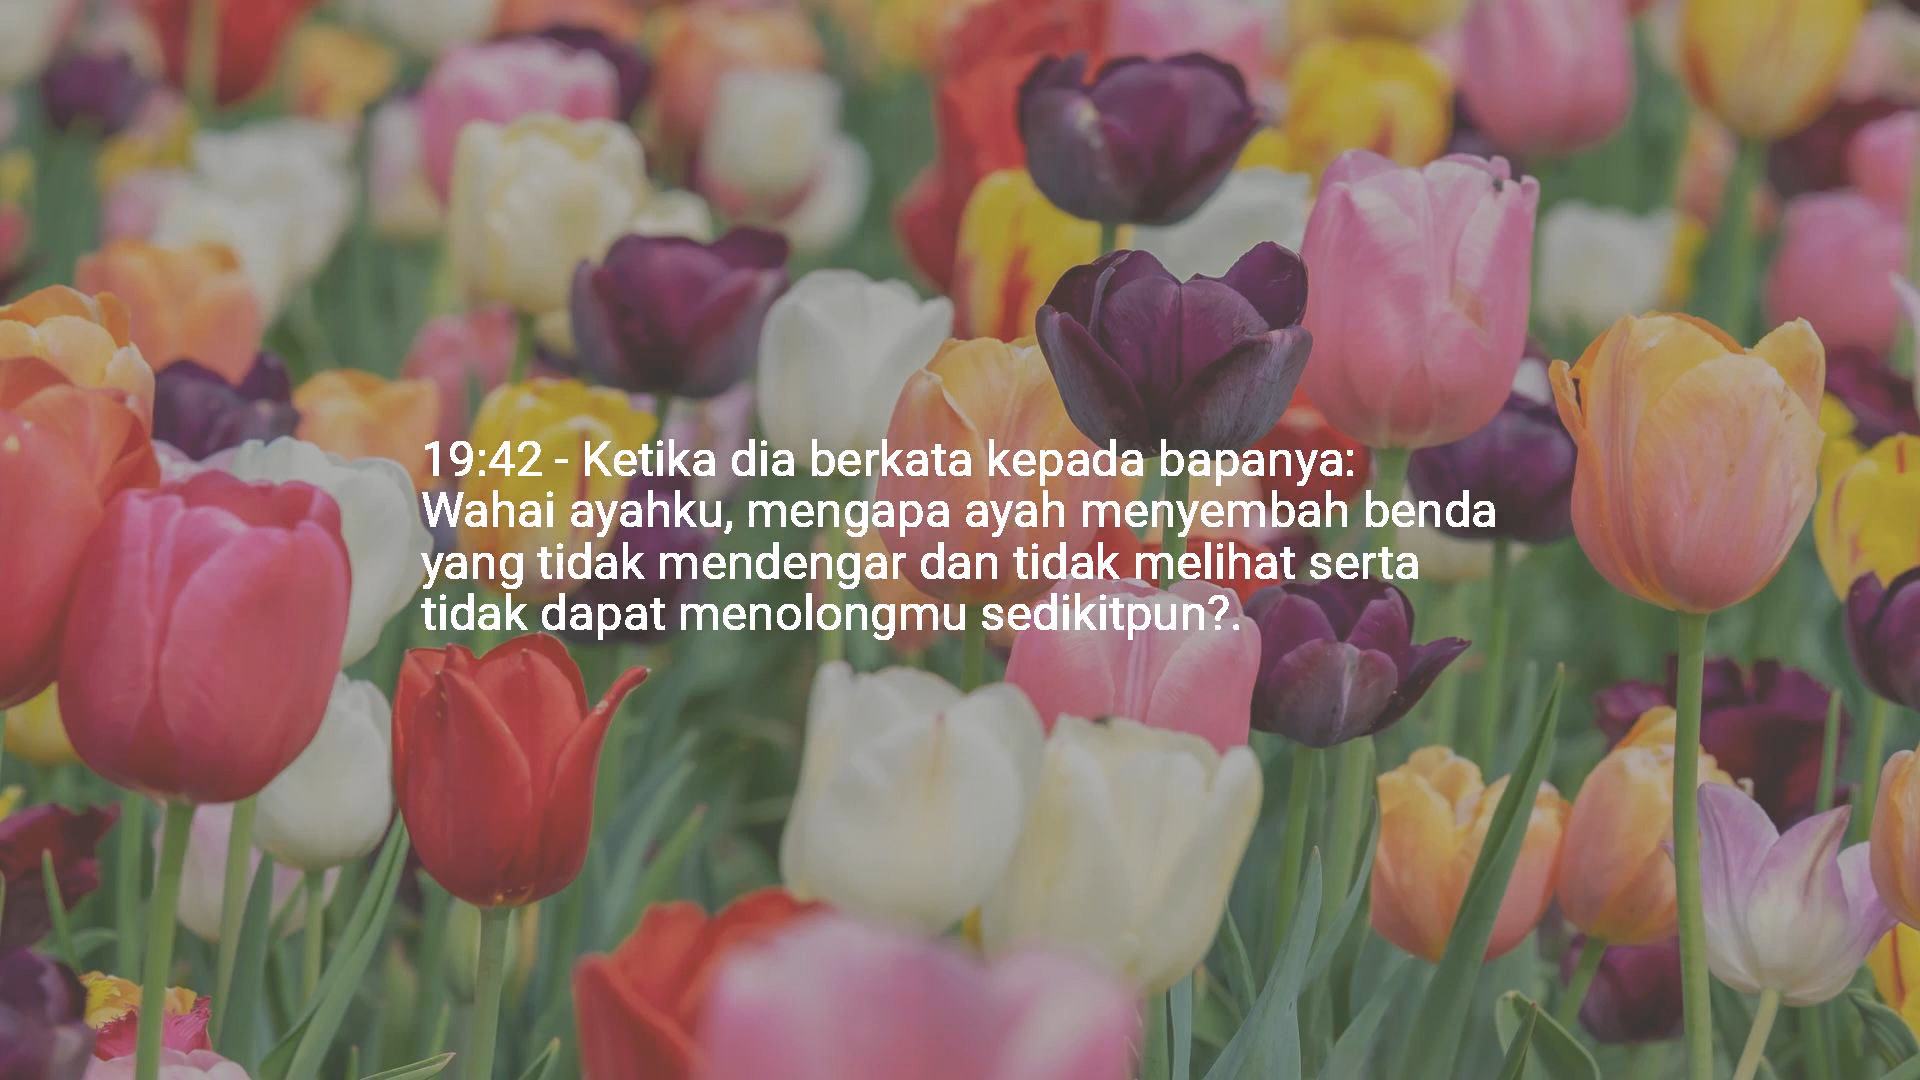 19:42 - Ketika dia berkata kepada bapanya:
Wahai ayahku, mengapa ayah menyembah benda
yang tidak mendengar dan tidak melihat serta
tidak dapat menolongmu sedikitpun?.